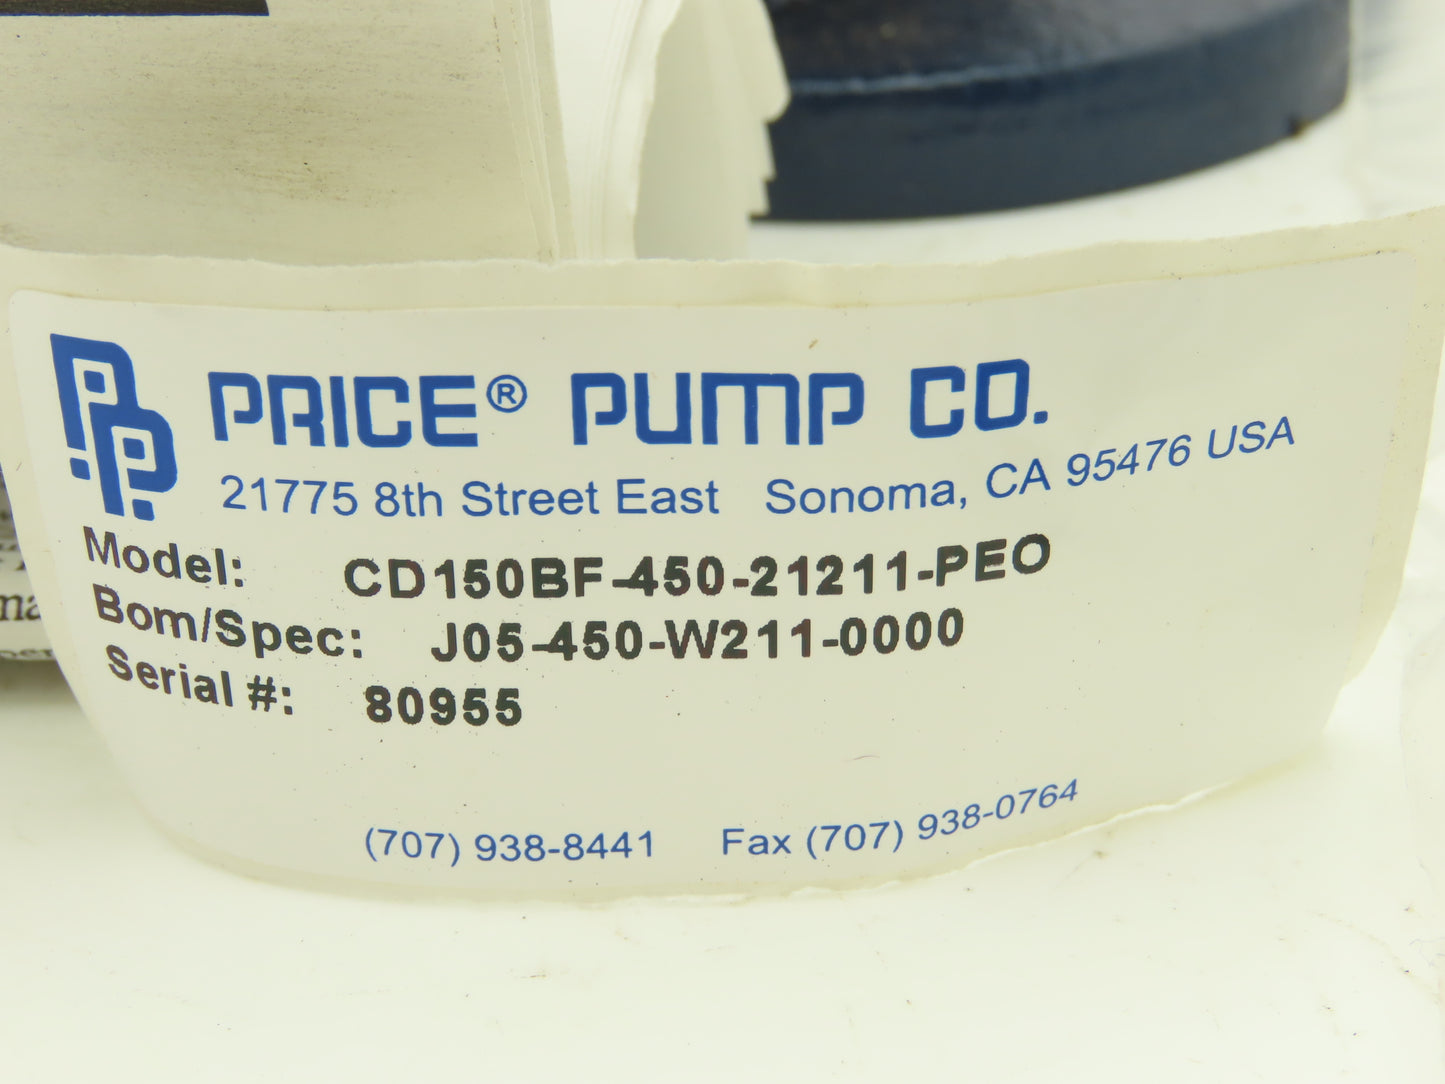 PRICE® PUMP CO.
21775 8th Street East Sonoma, CA 95476 USA
Model: CD150BF-450-21211-PEO
Bom/Spec: J05-450-W211-0000
Serial #: 80955
(707) 938-8441 Fax (707) 938-0764